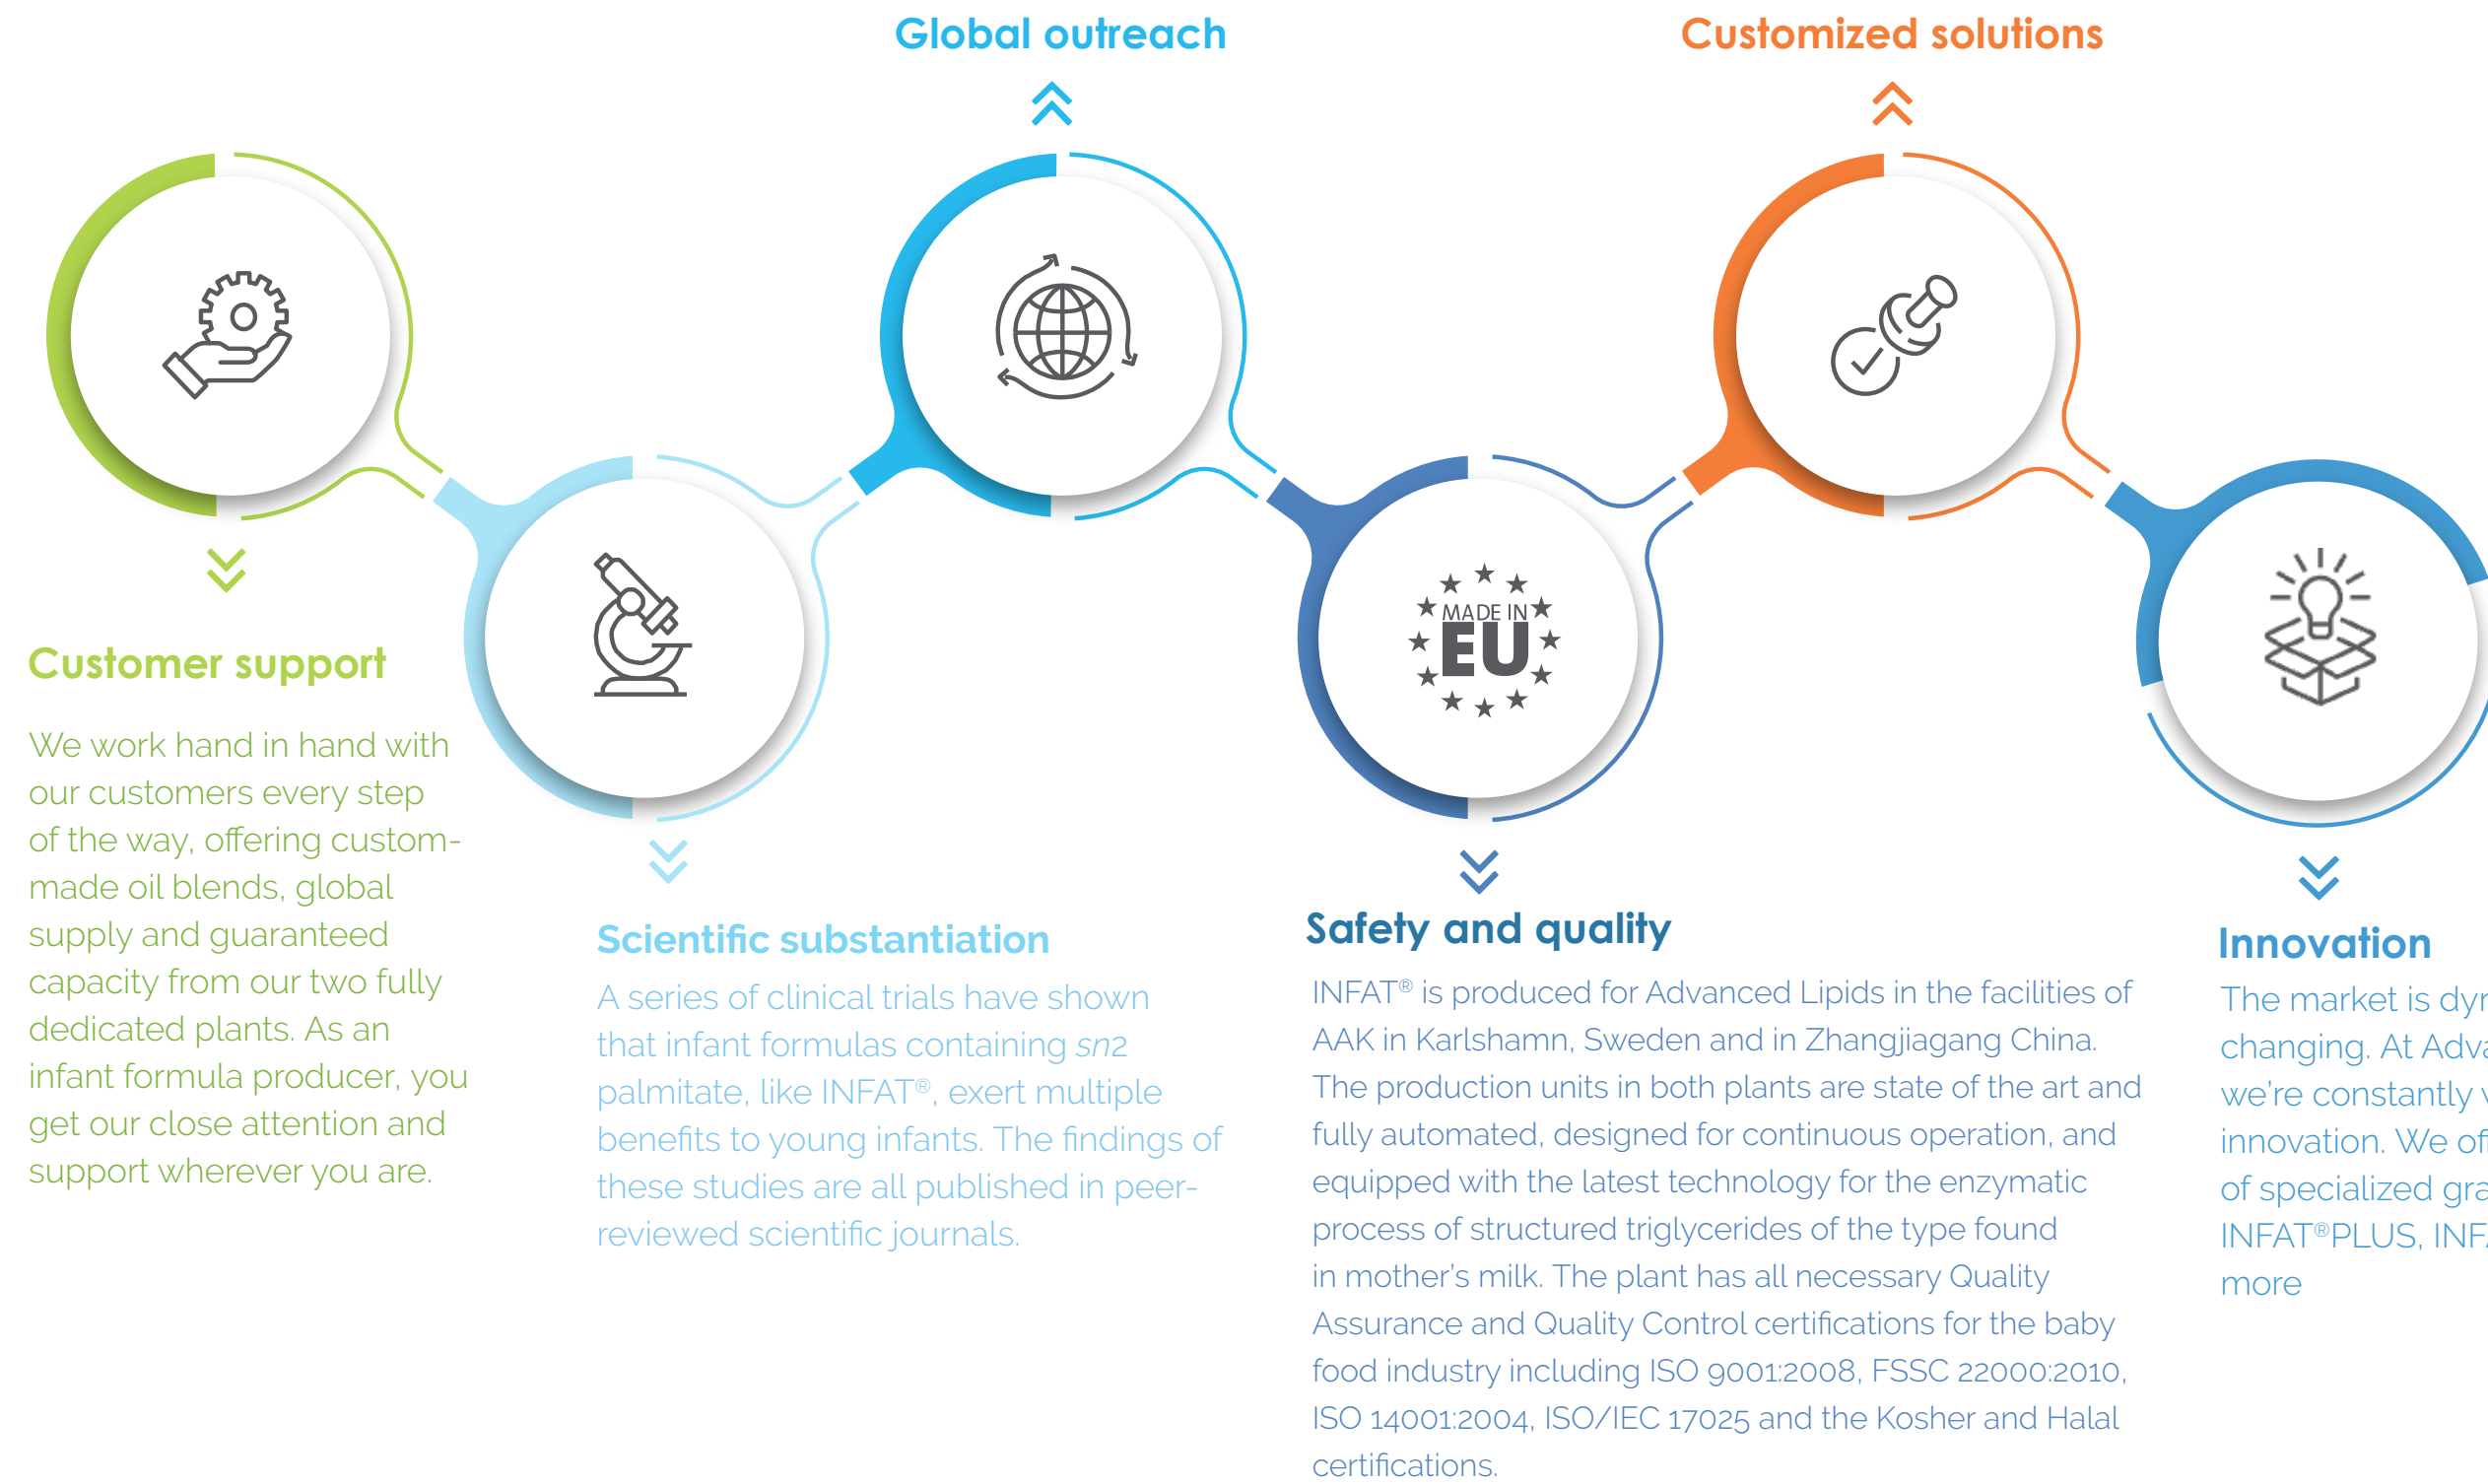 Global outreach
Customized solutions
MADE IN
EU
Customer support
We work hand in hand with
our customers every step
of the way, offering custom-
made oil blends, global
supply and guaranteed
capacity from our two fully
dedicated plants. As an
infant formula producer, you
get our close attention and
support wherever you are.
Scientific substantiation
A series of clinical trials have shown
that infant formulas containing sn2
palmitate, like INFAT®, exert multiple
benefits to young infants. The findings of
these studies are all published in peer-
reviewed scientific journals.
Safety and quality
INFAT® is produced for Advanced Lipids in the facilities of
AAK in Karlshamn, Sweden and in Zhangjiagang China.
The production units in both plants are state of the art and
fully automated, designed for continuous operation, and
equipped with the latest technology for the enzymatic
process of structured triglycerides of the type found
in mother’s milk. The plant has all necessary Quality
Assurance and Quality Control certifications for the baby
food industry including ISO 9001:2008, FSSC 22000:2010,
ISO 14001:2004, ISO/IEC 17025 and the Kosher and Halal
certifications.
Innovation
The market is
changing. At
we’re constantly
innovation. We
of specialized
INFAT®PLUS,
more